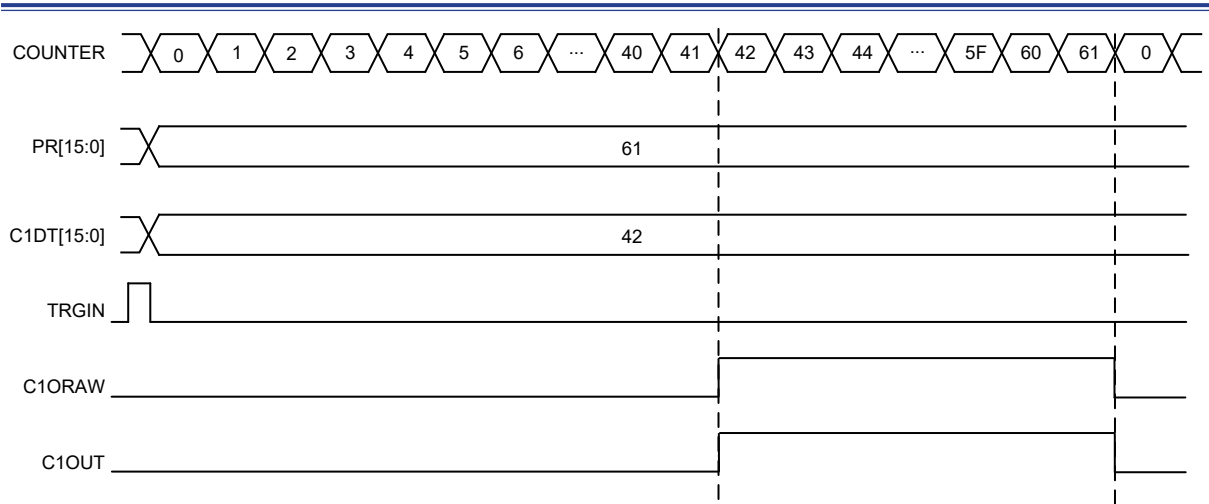 COUNTER 0 1 2 3 4 5 6 ... 40 41 42 43 44 ... 5F 60 61 0
PR[15:0] 61
C1DT[15:0] 42
TRGIN
C1ORAW
C1OUT